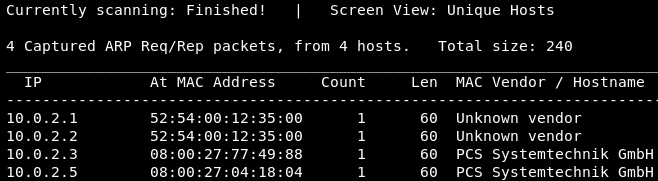 Currently scanning: Finished!   |   Screen View: Unique Hosts
4 Captured ARP Req/Rep packets, from 4 hosts.   Total size: 240
_____________________________________________________________________________
  IP            At MAC Address     Count     Len  MAC Vendor / Hostname
-----------------------------------------------------------------------------
10.0.2.1        52:54:00:12:35:00      1      60  Unknown vendor
10.0.2.2        52:54:00:12:35:00      1      60  Unknown vendor
10.0.2.3        08:00:27:77:49:88      1      60  PCS Systemtechnik GmbH
10.0.2.5        08:00:27:04:18:04      1      60  PCS Systemtechnik GmbH